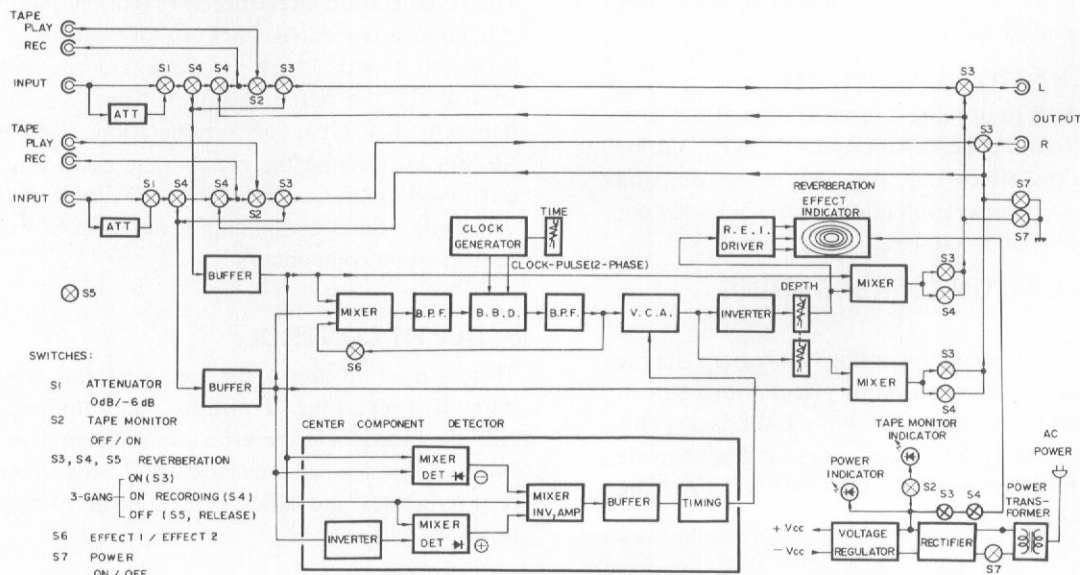 TAPE
PLAY
REC
INPUT
S1 S4 S4 S3
S2
ATT
TAPE
PLAY
REC
INPUT
S1 S4 S4 S3
S2
ATT
S3
L
OUTPUT
S3
R
S7
S7
REVERBERATION
EFFECT
INDICATOR
TIME
CLOCK
GENERATOR
R.E.I.
DRIVER
CLOCK-PULSE(2-PHASE)
BUFFER
S5
MIXER
B.P.F.
B.B.D.
B.P.F.
V.C.A.
INVERTER
DEPTH
MIXER
S3
S4
S6
BUFFER
MIXER
S3
S4
SWITCHES:
S1 ATTENUATOR
0dB/-6dB
S2 TAPE MONITOR
OFF/ON
S3, S4, S5 REVERBERATION
3-GANG
ON (S3)
ON RECORDING (S4)
OFF (S5, RELEASE)
S6 EFFECT 1 / EFFECT 2
S7 POWER
ON / OFF
CENTER COMPONENT DETECTOR
MIXER
DET −
INVERTER
MIXER
DET +
MIXER
INV, AMP
BUFFER
TIMING
TAPE MONITOR
INDICATOR
AC
POWER
POWER
INDICATOR
S2
S3 S4
POWER
TRANS-
FORMER
+ Vcc
− Vcc
VOLTAGE
REGULATOR
RECTIFIER
S7